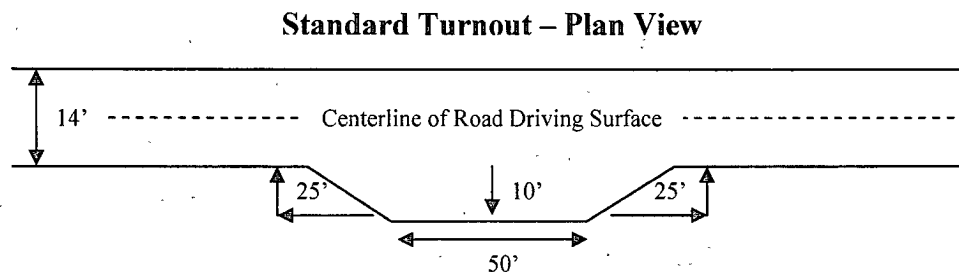 Standard Turnout – Plan View
14’
Centerline of Road Driving Surface
25’
10’
25’
50’